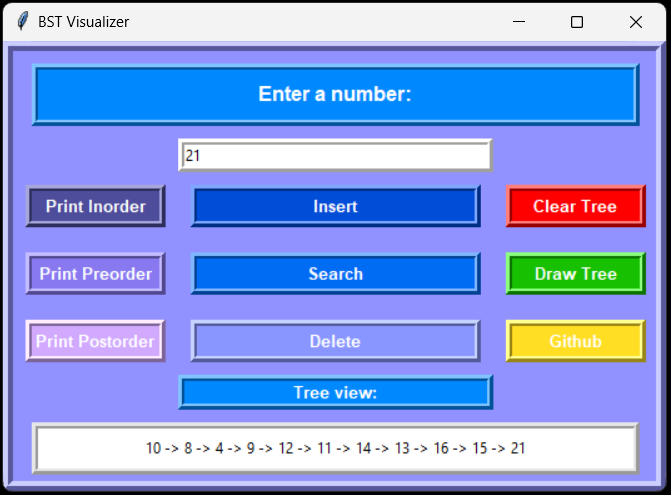 BST Visualizer
Enter a number:
21
Print Inorder
Insert
Clear Tree
Print Preorder
Search
Draw Tree
Print Postorder
Delete
Github
Tree view:
10 -> 8 -> 4 -> 9 -> 12 -> 11 -> 14 -> 13 -> 16 -> 15 -> 21